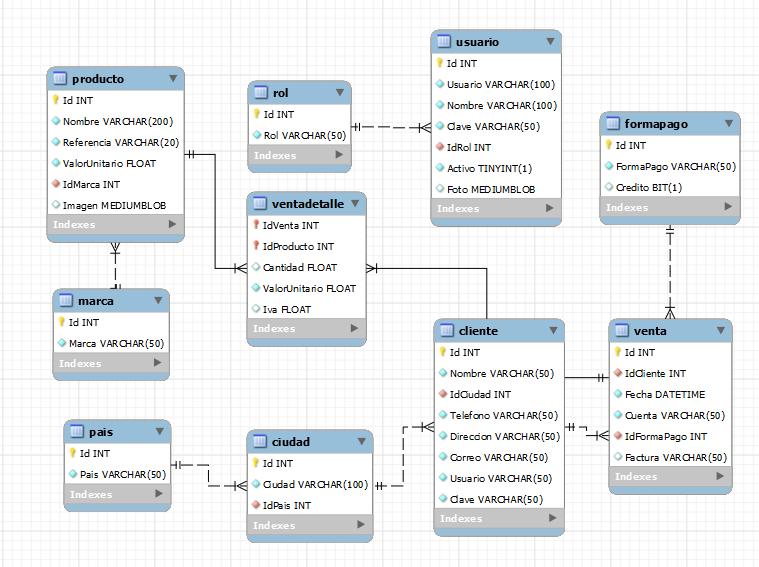 producto
Id INT
Nombre VARCHAR(200)
Referencia VARCHAR(20)
ValorUnitario FLOAT
IdMarca INT
Imagen MEDIUMBLOB
Indexes
rol
Id INT
Rol VARCHAR(50)
Indexes
usuario
Id INT
Usuario VARCHAR(100)
Nombre VARCHAR(100)
Clave VARCHAR(50)
IdRol INT
Activo TINYINT(1)
Foto MEDIUMBLOB
Indexes
formapago
Id INT
FormaPago VARCHAR(50)
Credito BIT(1)
Indexes
ventadetalle
IdVenta INT
IdProducto INT
Cantidad FLOAT
ValorUnitario FLOAT
Iva FLOAT
Indexes
marca
Id INT
Marca VARCHAR(50)
Indexes
cliente
Id INT
Nombre VARCHAR(50)
IdCiudad INT
Telefono VARCHAR(50)
Direccion VARCHAR(50)
Correo VARCHAR(50)
Usuario VARCHAR(50)
Clave VARCHAR(50)
Indexes
venta
Id INT
IdCliente INT
Fecha DATETIME
Cuenta VARCHAR(50)
IdFormaPago INT
Factura VARCHAR(50)
Indexes
pais
Id INT
Pais VARCHAR(50)
Indexes
ciudad
Id INT
Ciudad VARCHAR(100)
IdPais INT
Indexes